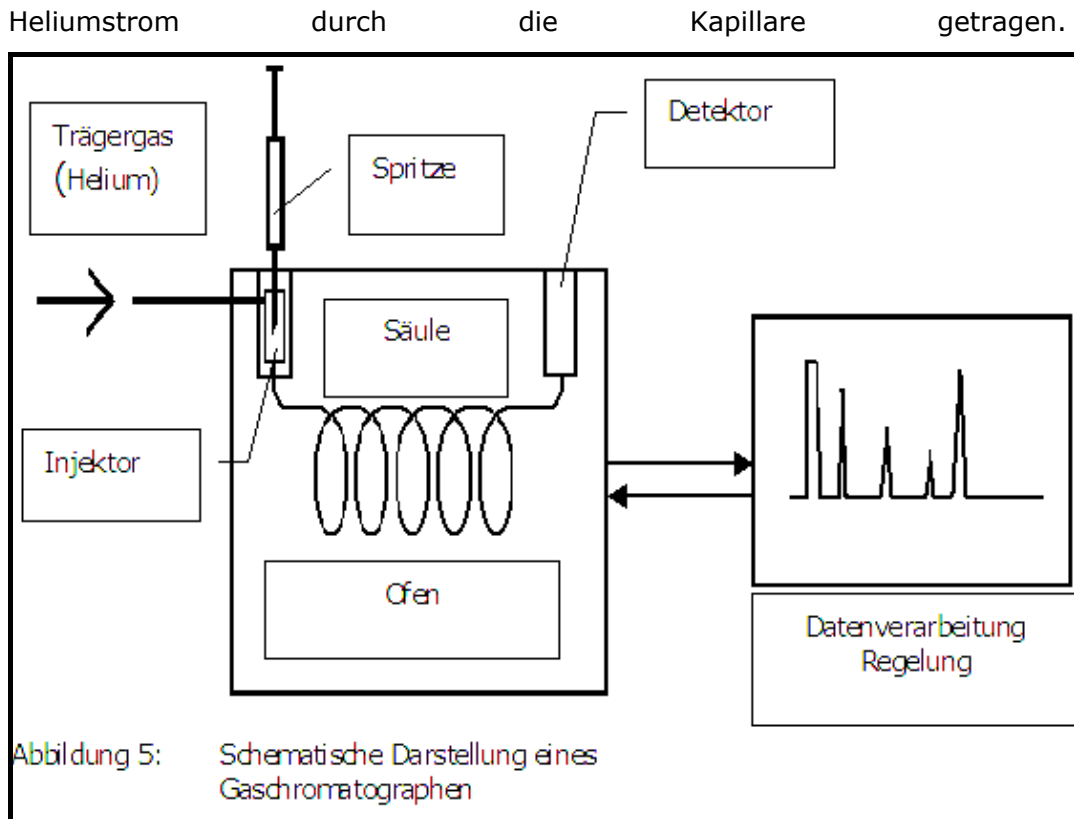 Heliumstrom durch die Kapillare getragen.
Trägergas
(Helium)
Spritze
Detektor
Säule
Injektor
Ofen
Datenverarbeitung
Regelung
Abbildung 5: Schematische Darstellung eines
Gaschromatographen